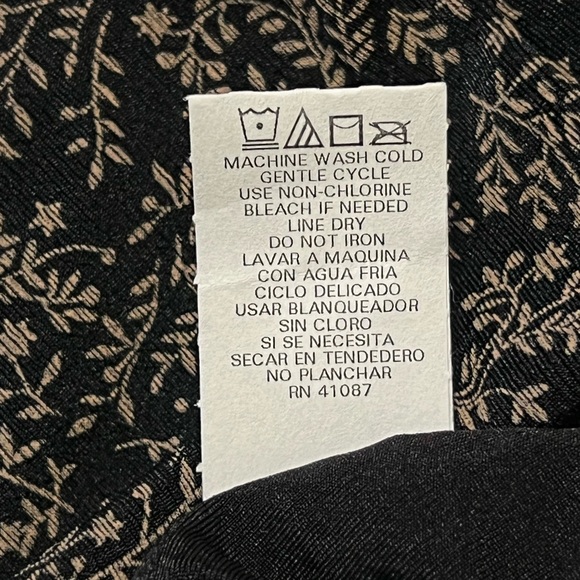 MACHINE WASH COLD
GENTLE CYCLE
USE NON-CHLORINE
BLEACH IF NEEDED
LINE DRY
DO NOT IRON
LAVAR A MAQUINA
CON AGUA FRIA
CICLO DELICADO
USAR BLANQUEADOR
SIN CLORO
SI SE NECESITA
SECAR EN TENDEDERO
NO PLANCHAR
RN 41087